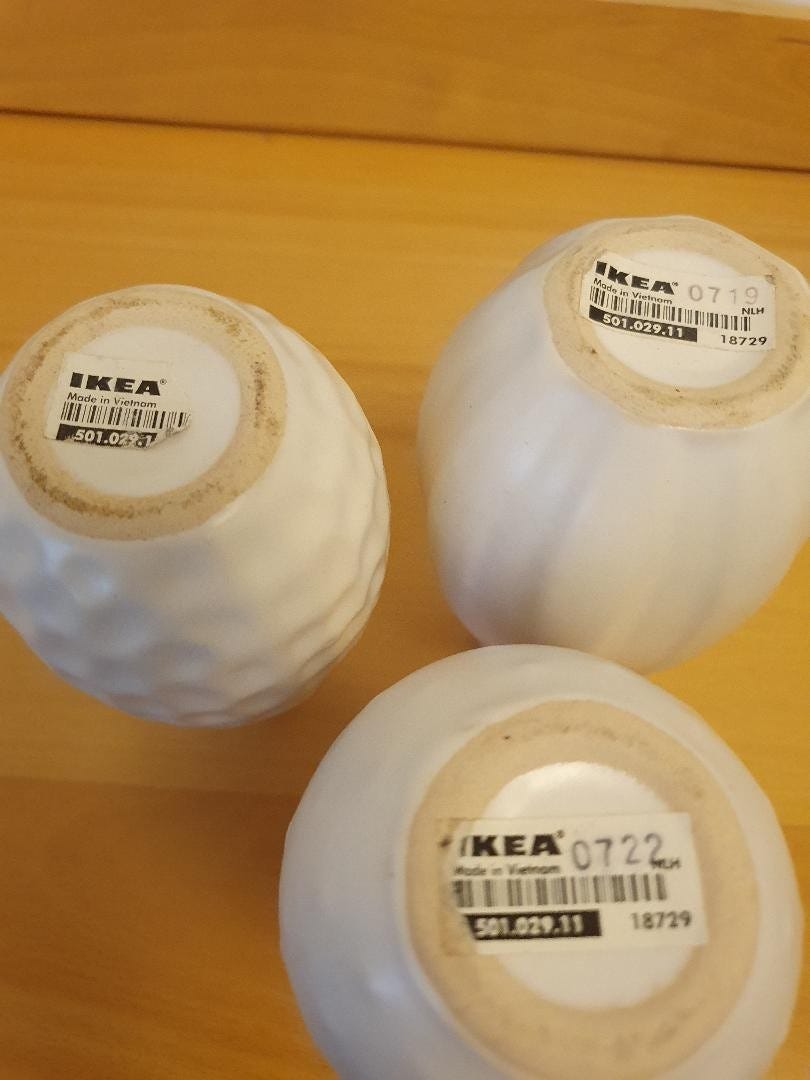 IKEA®
Made in Vietnam
501.029.1
IKEA® 0719
Made in Vietnam
NLH
501.029.11 18729
IKEA® 0722
Made in Vietnam NLH
501.029.11 18729